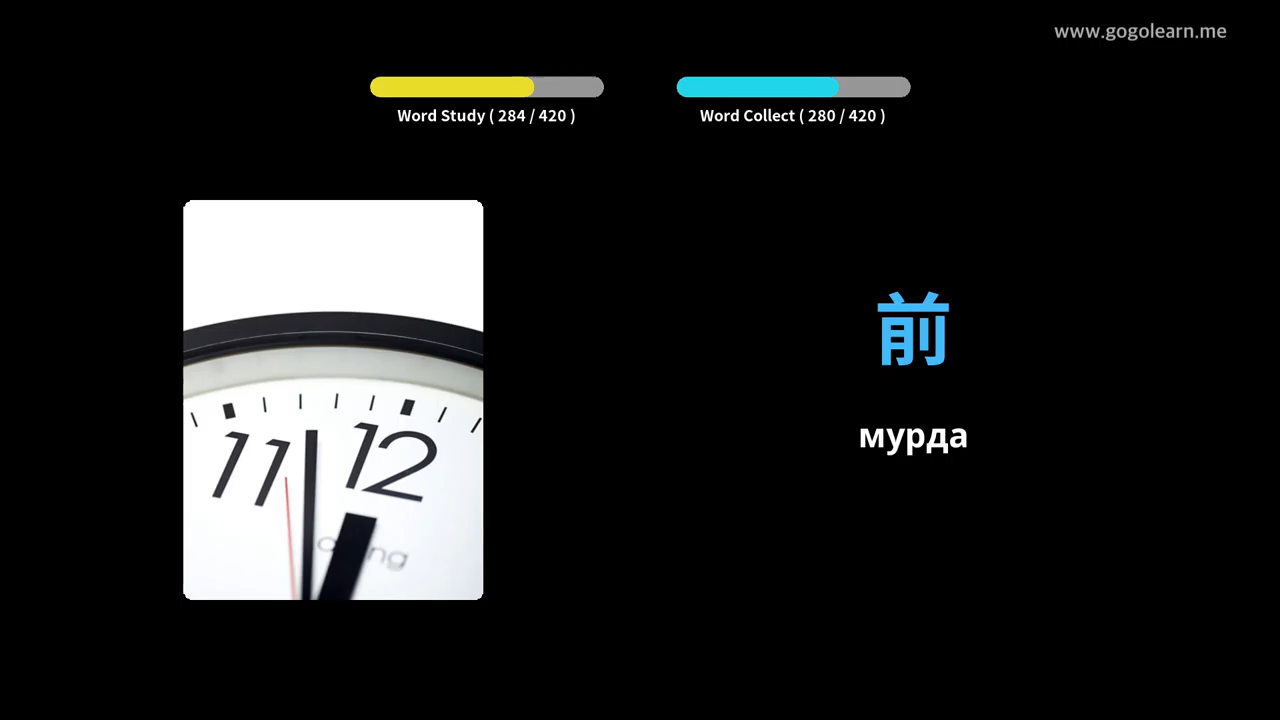 www.gogolearn.me
Word Study ( 284 / 420 )
Word Collect ( 280 / 420 )
前
мурда
11
12